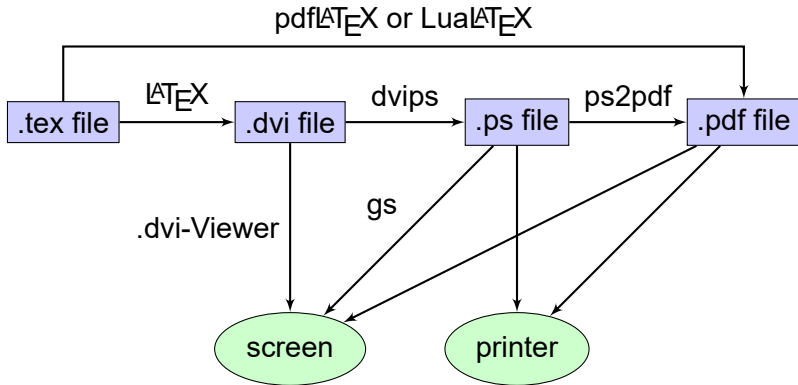 pdfLATEX or LuaLATEX
LATEX
dvips
ps2pdf
.tex file
.dvi file
.ps file
.pdf file
gs
.dvi-Viewer
screen
printer